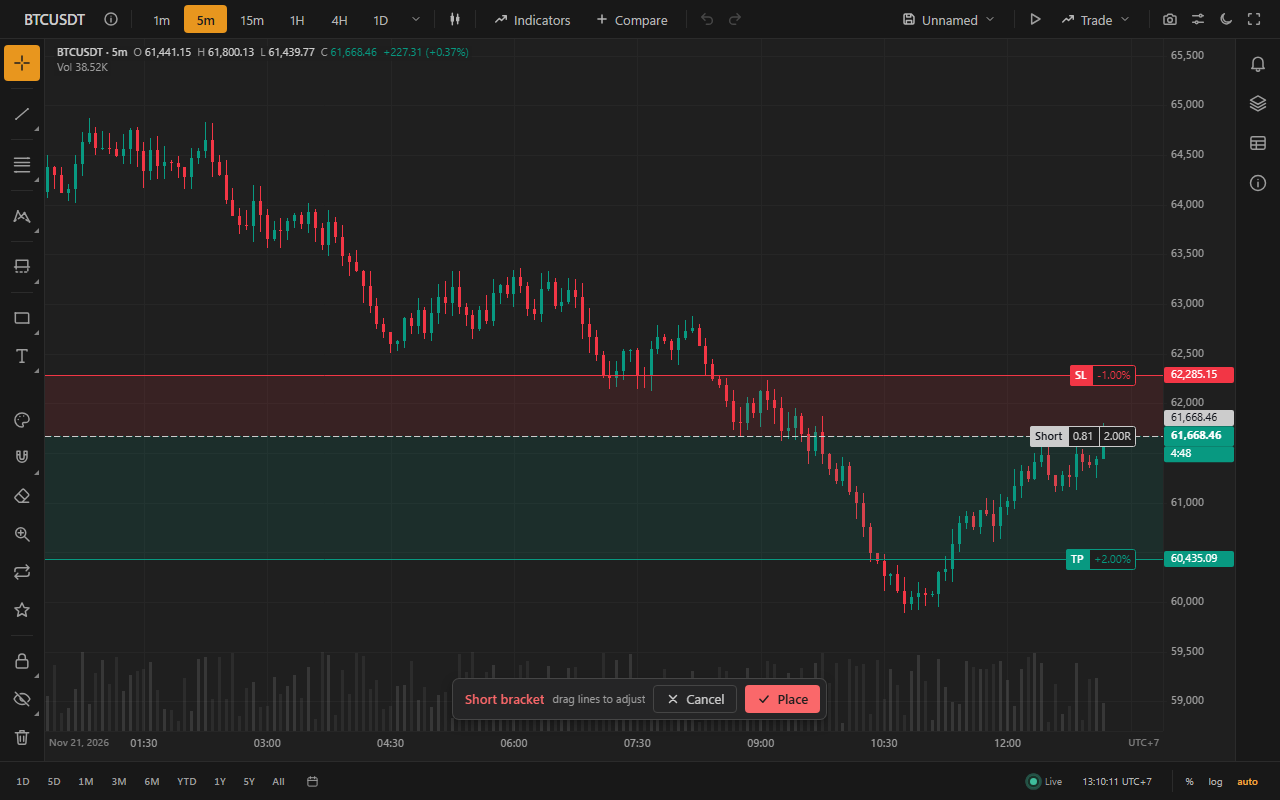 BTCUSDT 1m 5m 15m 1H 4H 1D Indicators Compare Unnamed Trade
BTCUSDT · 5m O 61,441.15 H 61,800.13 L 61,439.77 C 61,668.46 +227.31 (+0.37%)
Vol 38.52K
65,500
65,000
64,500
64,000
63,500
63,000
62,500
SL -1.00% 62,285.15
62,000
61,668.46
Short 0.81 2.00R 61,668.46
4:48
61,000
TP +2.00% 60,435.09
60,000
59,500
59,000
Short bracket drag lines to adjust Cancel Place
Nov 21, 2026 01:30 03:00 04:30 06:00 07:30 09:00 10:30 12:00 UTC+7
1D 5D 1M 3M 6M YTD 1Y 5Y All Live 13:10:11 UTC+7 % log auto